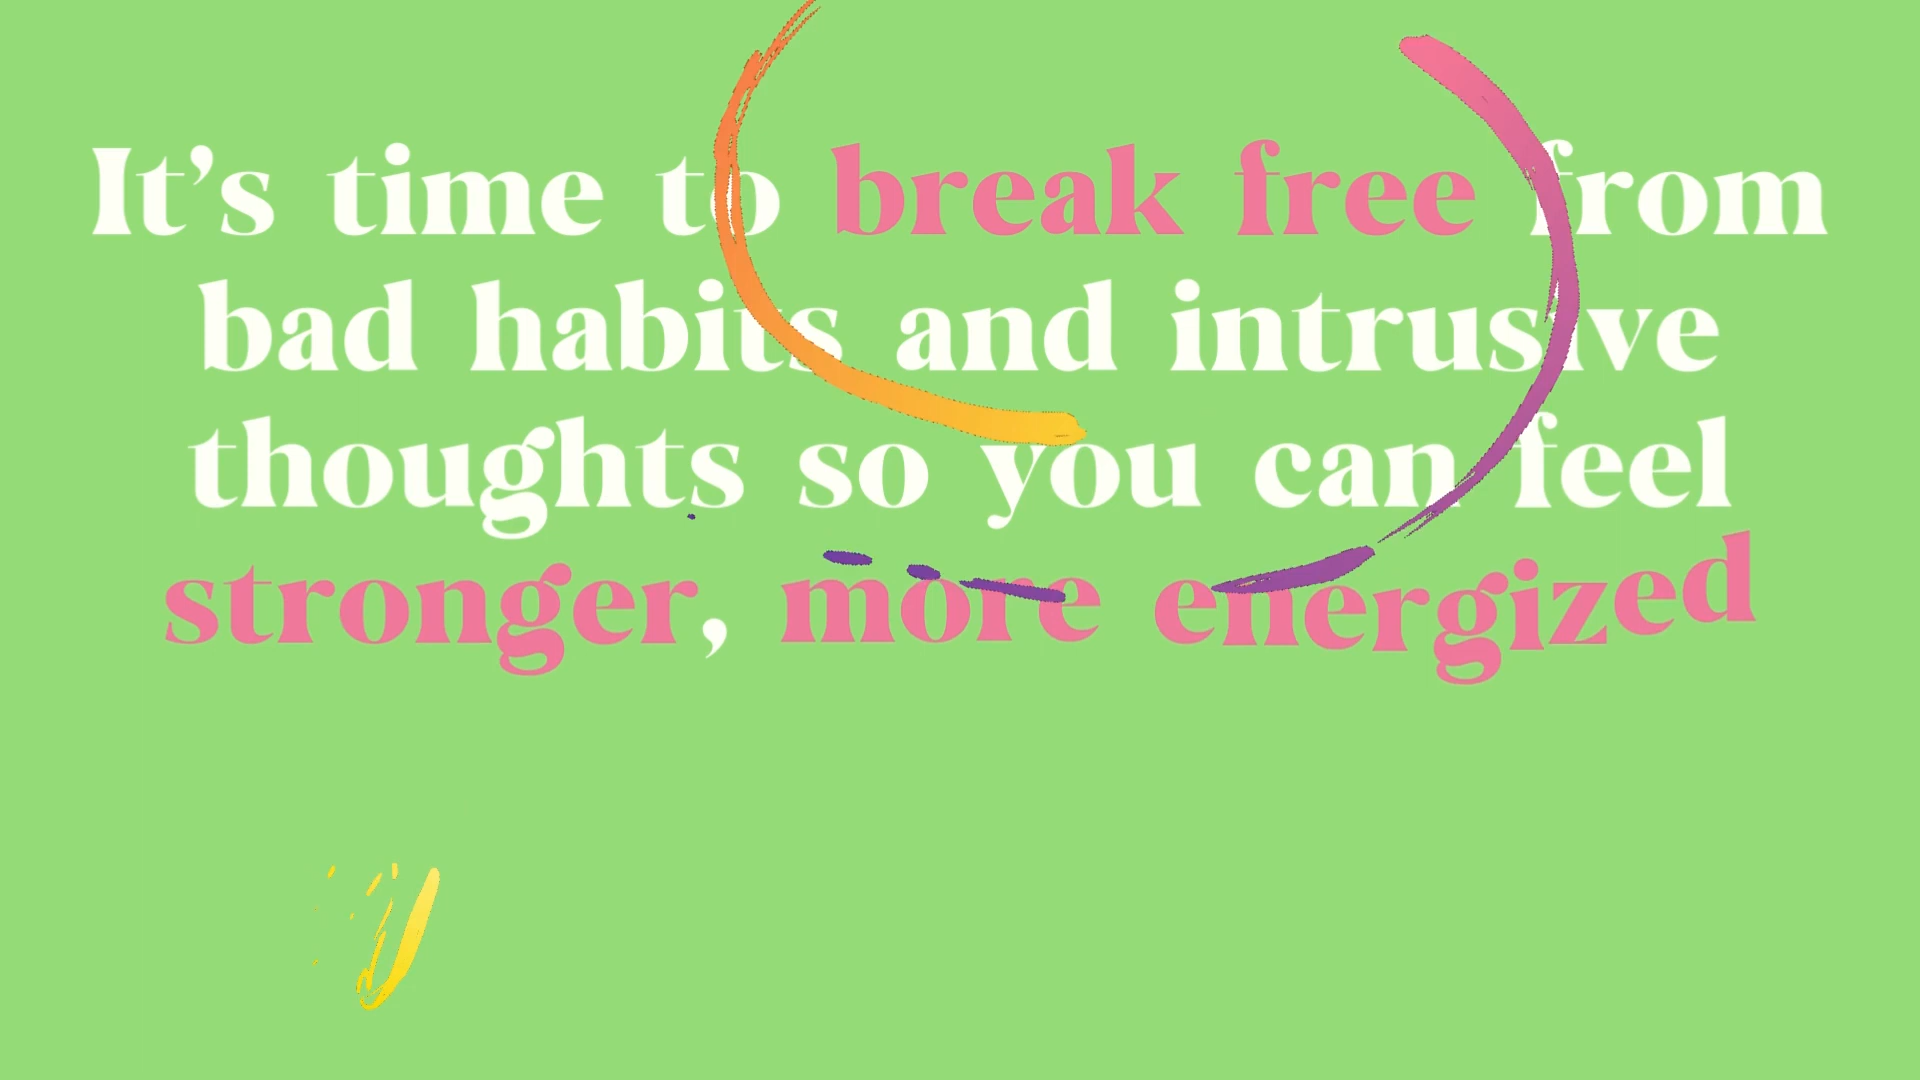 It’s time to break free from
bad habits and intrusive
thoughts so you can feel
stronger, more energized